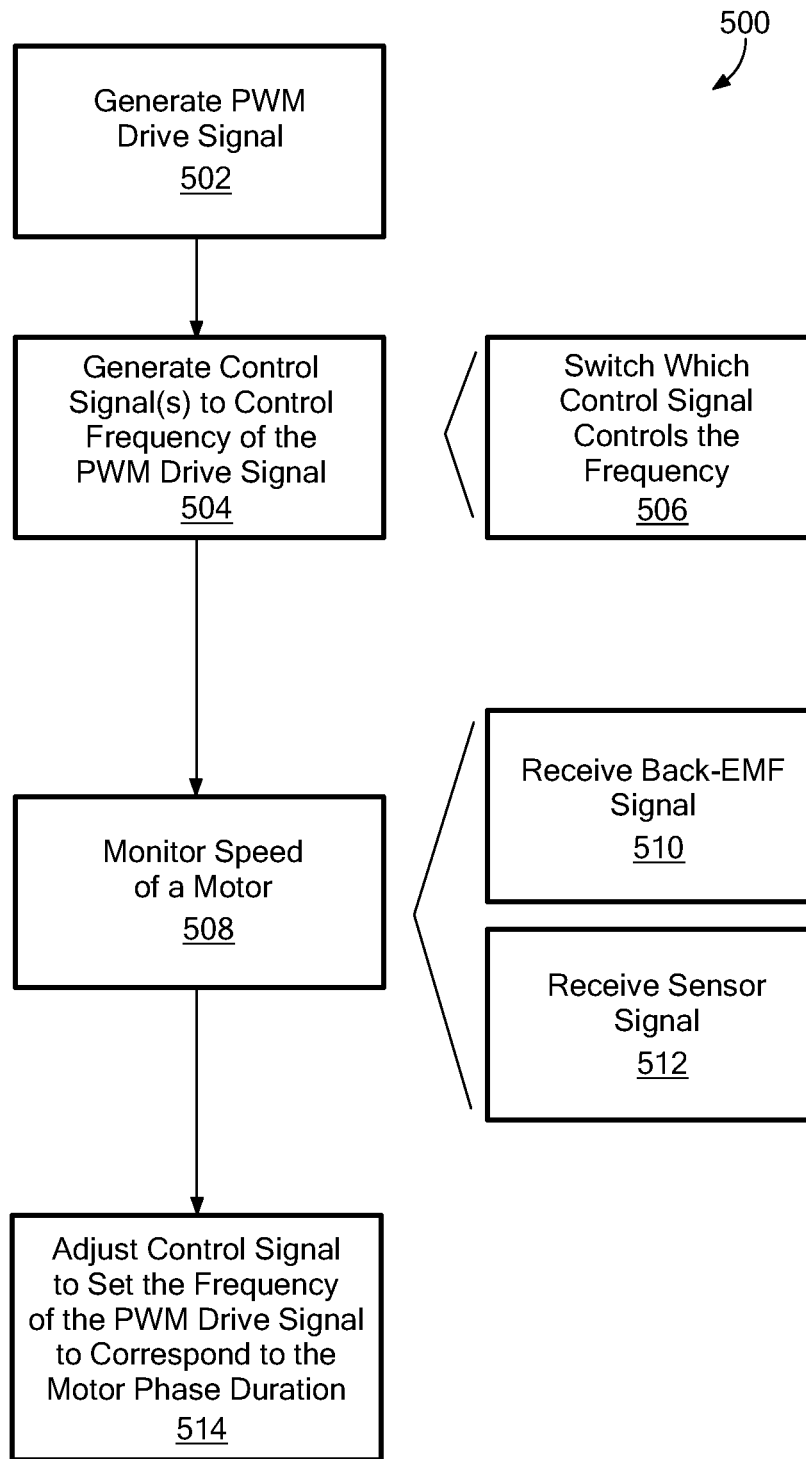 500
Generate PWM
Drive Signal
502
Generate Control
Signal(s) to Control
Frequency of the
PWM Drive Signal
504
Switch Which
Control Signal
Controls the
Frequency
506
Monitor Speed
of a Motor
508
Receive Back-EMF
Signal
510
Receive Sensor
Signal
512
Adjust Control Signal
to Set the Frequency
of the PWM Drive Signal
to Correspond to the
Motor Phase Duration
514